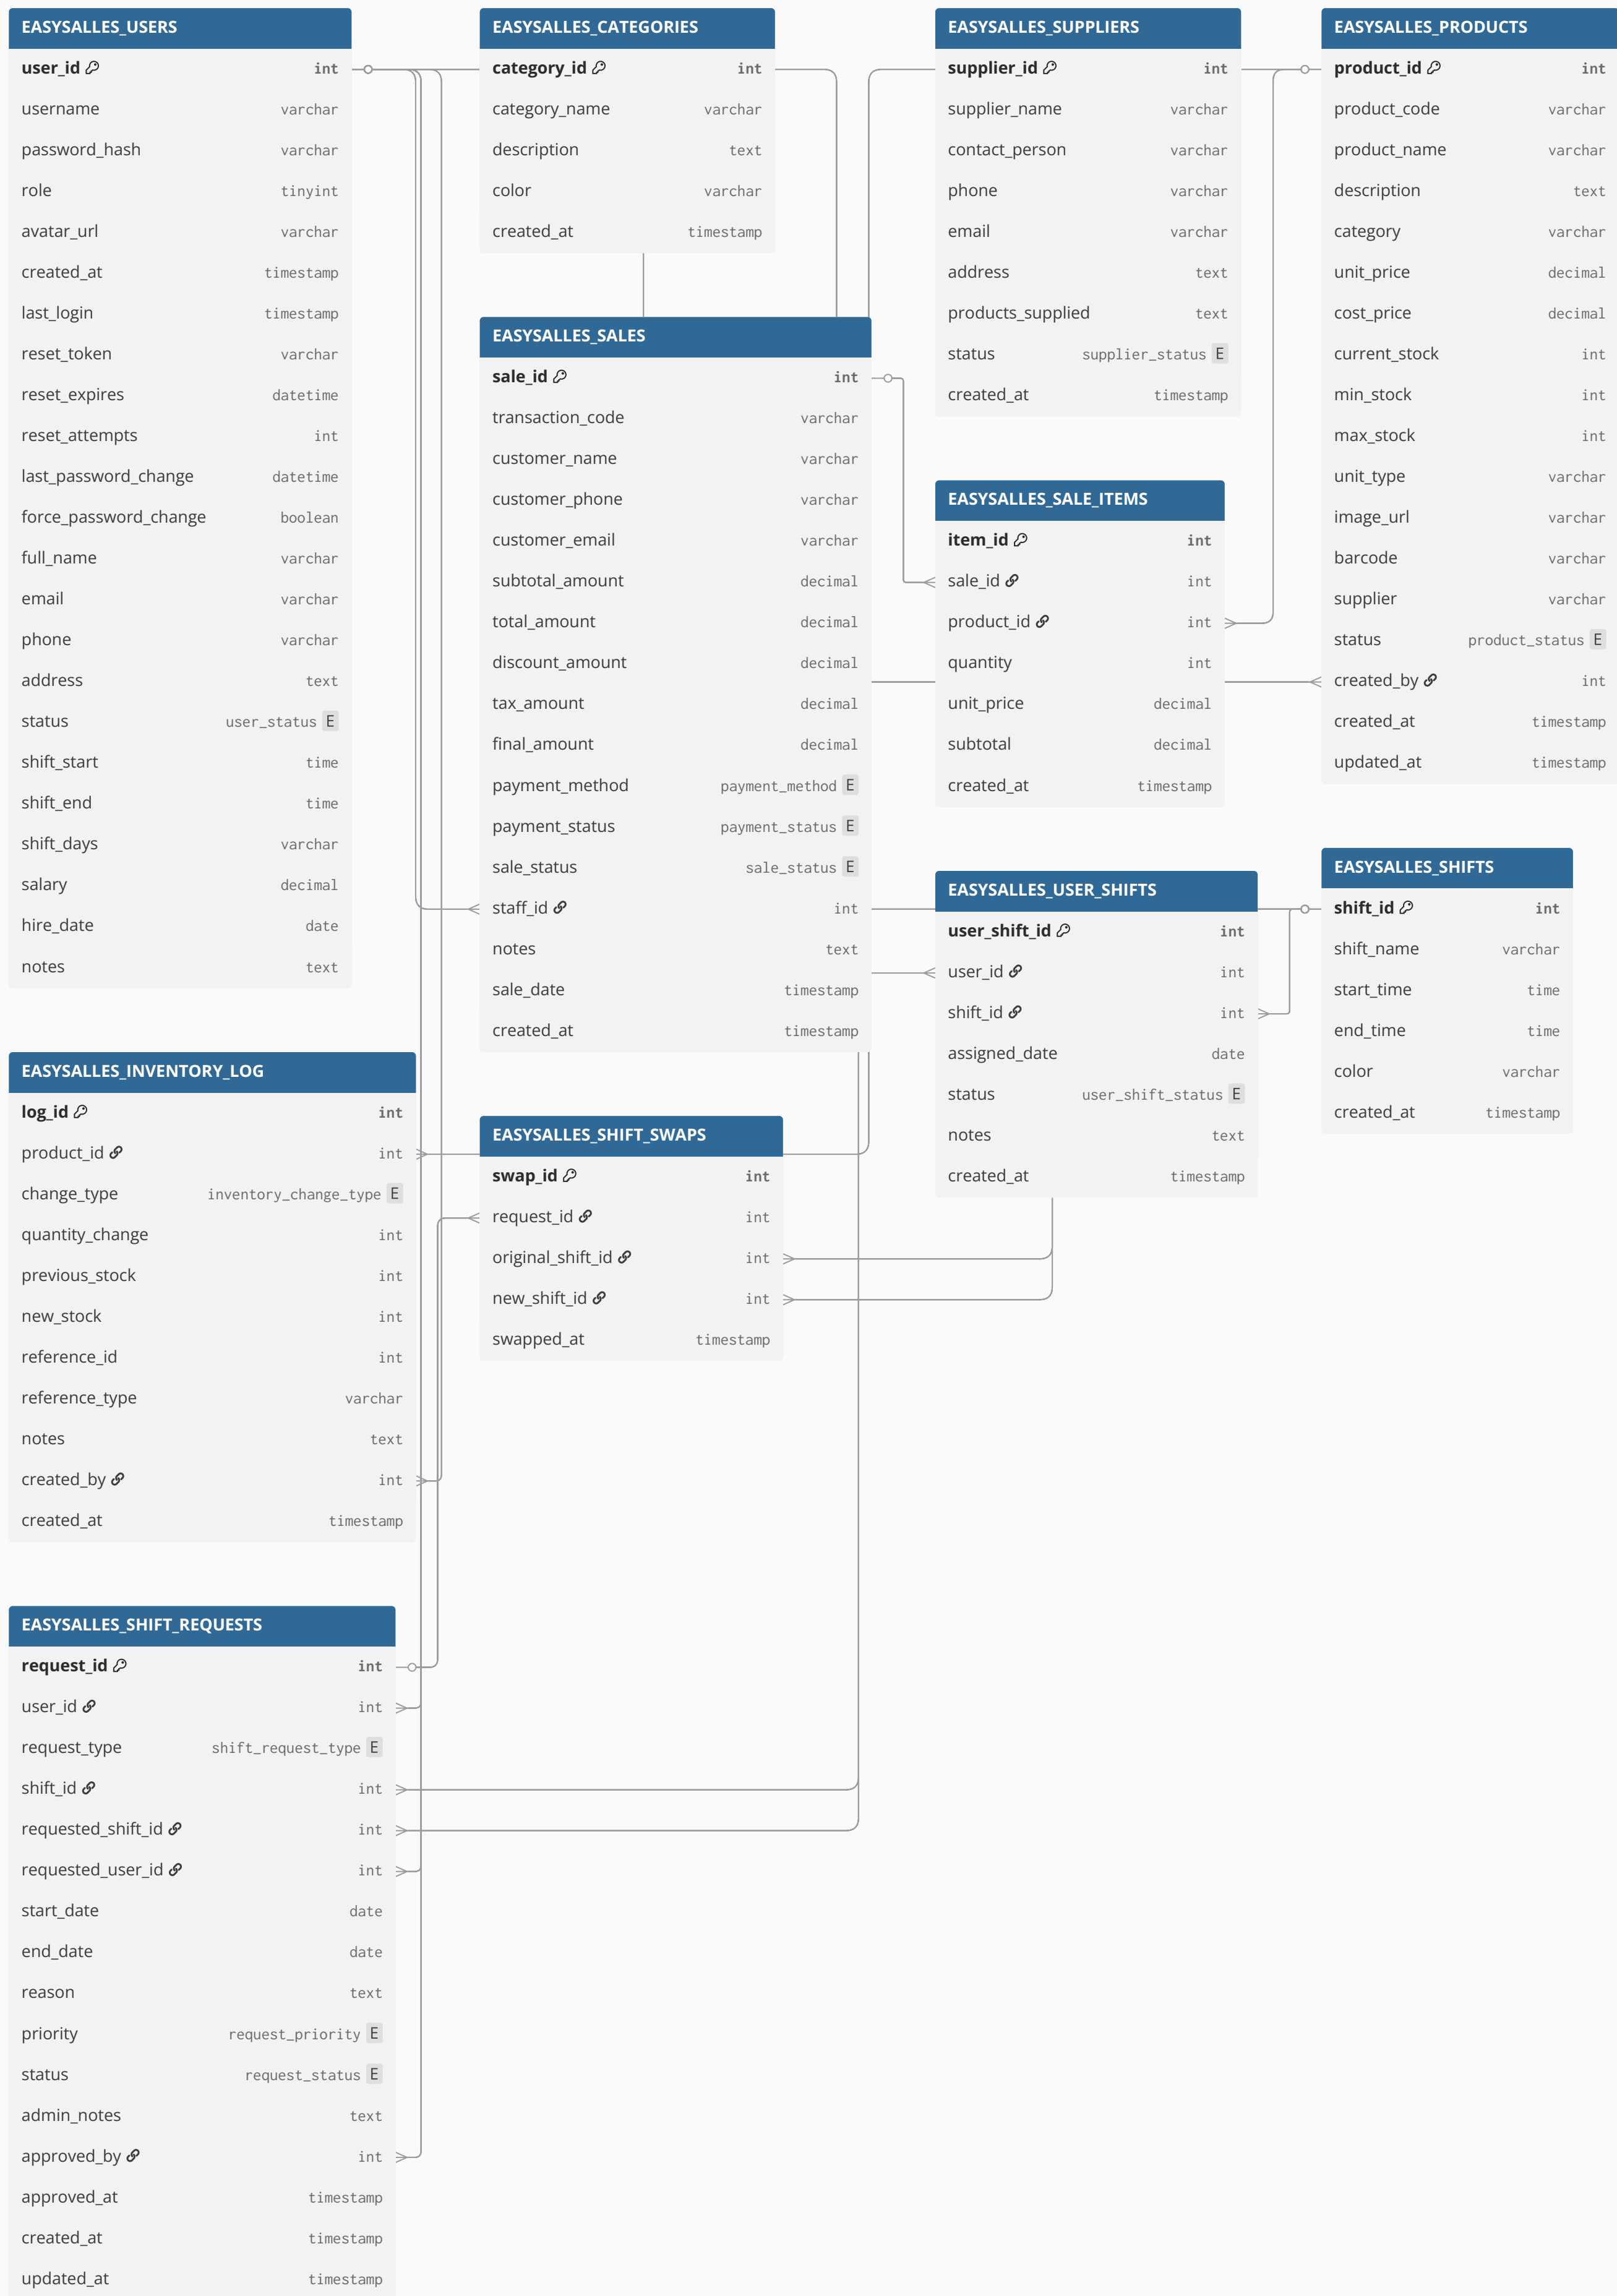 EASYSALLES_USERS
user_id int
username varchar
password_hash varchar
role tinyint
avatar_url varchar
created_at timestamp
last_login timestamp
reset_token varchar
reset_expires datetime
reset_attempts int
last_password_change datetime
force_password_change boolean
full_name varchar
email varchar
phone varchar
address text
status user_status E
shift_start time
shift_end time
shift_days varchar
salary decimal
hire_date date
notes text
EASYSALLES_CATEGORIES
category_id int
category_name varchar
description text
color varchar
created_at timestamp
EASYSALLES_SUPPLIERS
supplier_id int
supplier_name varchar
contact_person varchar
phone varchar
email varchar
address text
products_supplied text
status supplier_status E
created_at timestamp
EASYSALLES_PRODUCTS
product_id int
product_code varchar
product_name varchar
description text
category varchar
unit_price decimal
cost_price decimal
current_stock int
min_stock int
max_stock int
unit_type varchar
image_url varchar
barcode varchar
supplier varchar
status product_status E
created_by int
created_at timestamp
updated_at timestamp
EASYSALLES_SALES
sale_id int
transaction_code varchar
customer_name varchar
customer_phone varchar
customer_email varchar
subtotal_amount decimal
total_amount decimal
discount_amount decimal
tax_amount decimal
final_amount decimal
payment_method payment_method E
payment_status payment_status E
sale_status sale_status E
staff_id int
notes text
sale_date timestamp
created_at timestamp
EASYSALLES_SALE_ITEMS
item_id int
sale_id int
product_id int
quantity int
unit_price decimal
subtotal decimal
created_at timestamp
EASYSALLES_USER_SHIFTS
user_shift_id int
user_id int
shift_id int
assigned_date date
status user_shift_status E
notes text
created_at timestamp
EASYSALLES_SHIFTS
shift_id int
shift_name varchar
start_time time
end_time time
color varchar
created_at timestamp
EASYSALLES_INVENTORY_LOG
log_id int
product_id int
change_type inventory_change_type E
quantity_change int
previous_stock int
new_stock int
reference_id int
reference_type varchar
notes text
created_by int
created_at timestamp
EASYSALLES_SHIFT_SWAPS
swap_id int
request_id int
original_shift_id int
new_shift_id int
swapped_at timestamp
EASYSALLES_SHIFT_REQUESTS
request_id int
user_id int
request_type shift_request_type E
shift_id int
requested_shift_id int
requested_user_id int
start_date date
end_date date
reason text
priority request_priority E
status request_status E
admin_notes text
approved_by int
approved_at timestamp
created_at timestamp
updated_at timestamp